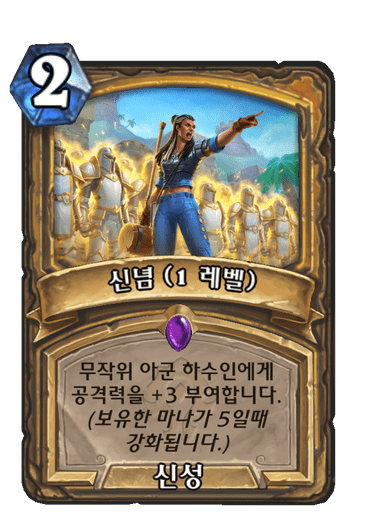 2
신념 (1 레벨)
무작위 아군 하수인에게
공격력을 +3 부여합니다.
(보유한 마나가 5일때
강화됩니다.)
신성